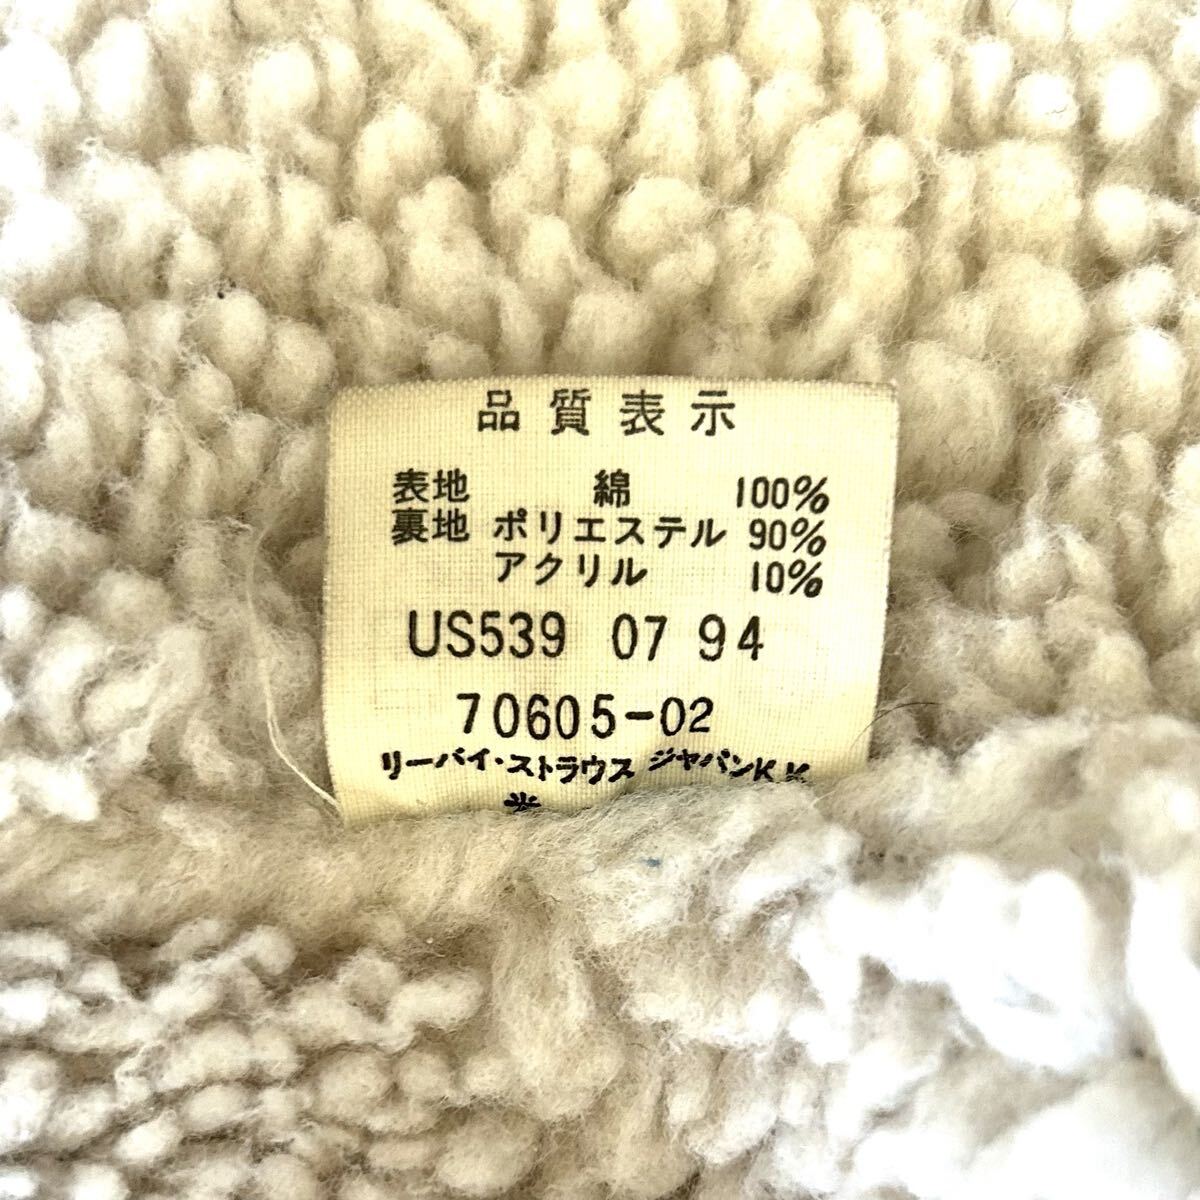 品質表示
表地 綿 100%
裏地 ポリエステル 90%
アクリル 10%
US539 07 94
70605-02
リーバイ・ストラウス ジャパンK.K